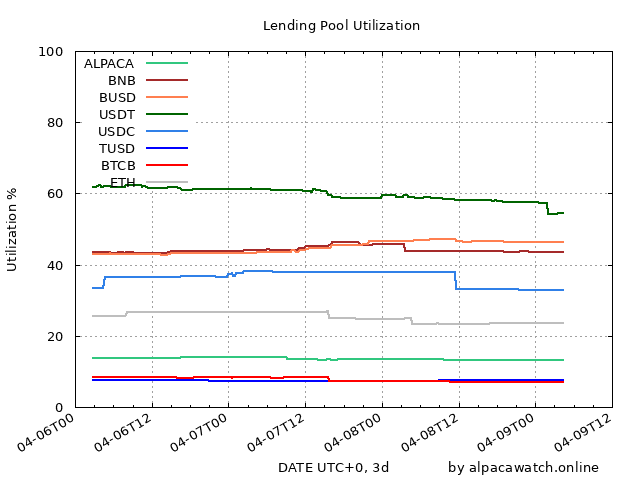 Lending Pool Utilization
100
80
60
40
20
0
Utilization %
ALPACA
BNB
BUSD
USDT
USDC
TUSD
BTCB
ETH
04-06T00
04-06T12
04-07T00
04-07T12
04-08T00
04-08T12
04-09T00
04-09T12
DATE UTC+0, 3d
by alpacawatch.online